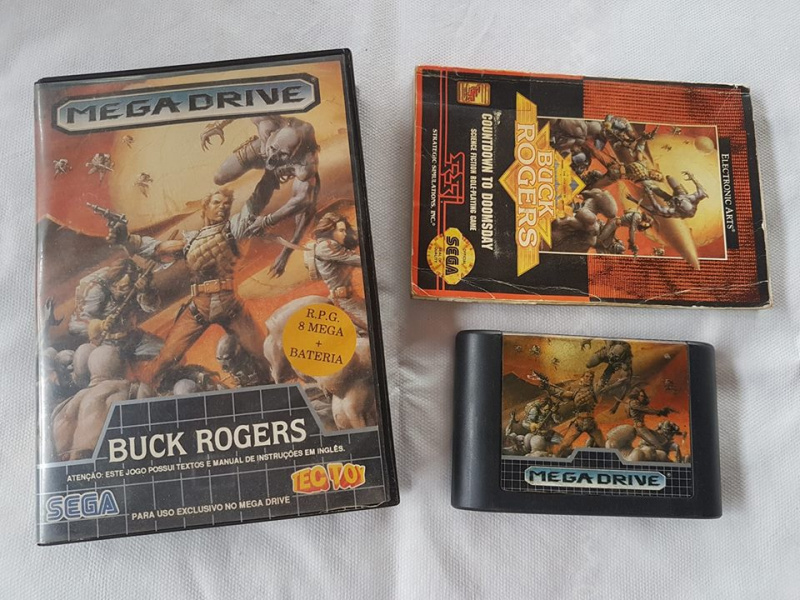 MEGA DRIVE
R.P.G.
8 MEGA
+
BATERIA
BUCK ROGERS
ATENÇÃO: ESTE JOGO POSSUI TEXTOS E MANUAL DE INSTRUÇÕES EM INGLÊS.
TEC TOY
SEGA
PARA USO EXCLUSIVO NO MEGA DRIVE
ELECTRONIC ARTS®
BUCK
ROGERS
COUNTDOWN TO DOOMSDAY
SCIENCE FICTION ROLE-PLAYING GAME
STRATEGIC SIMULATIONS, INC.
SEGA
MEGA DRIVE